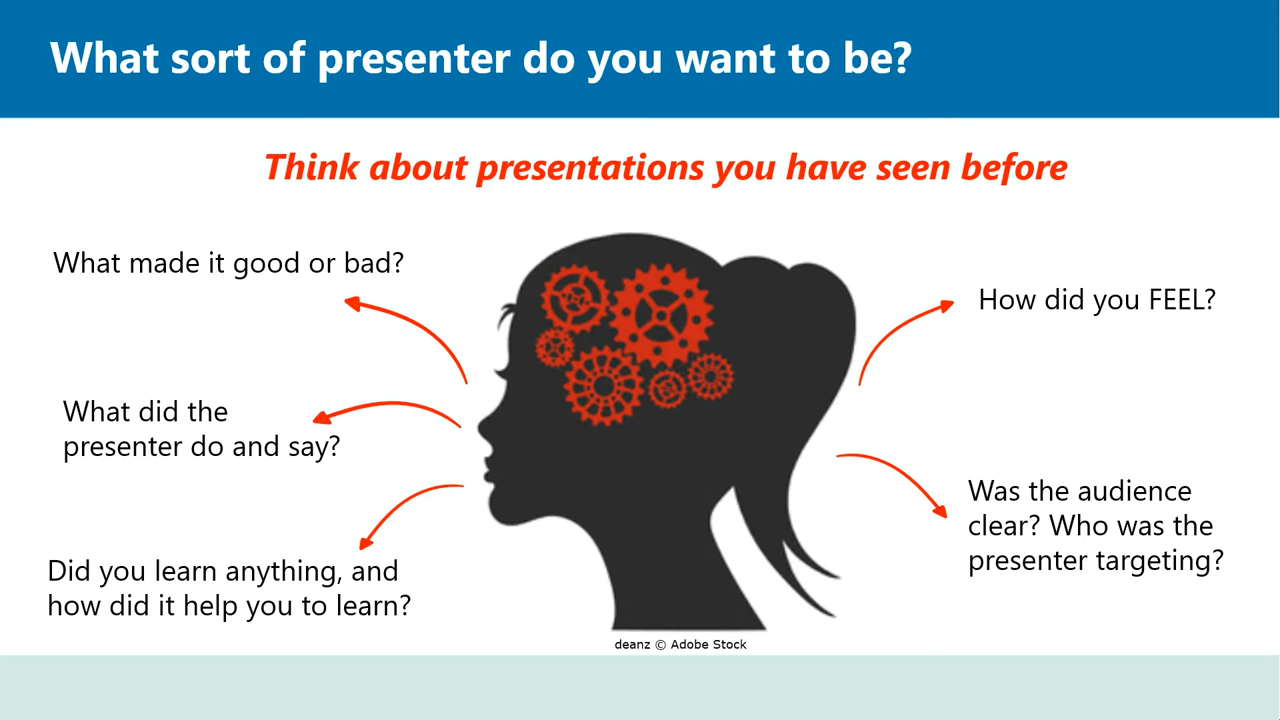 What sort of presenter do you want to be?
Think about presentations you have seen before
What made it good or bad?
How did you FEEL?
What did the
presenter do and say?
Was the audience
clear? Who was the
presenter targeting?
Did you learn anything, and
how did it help you to learn?
deanz © Adobe Stock